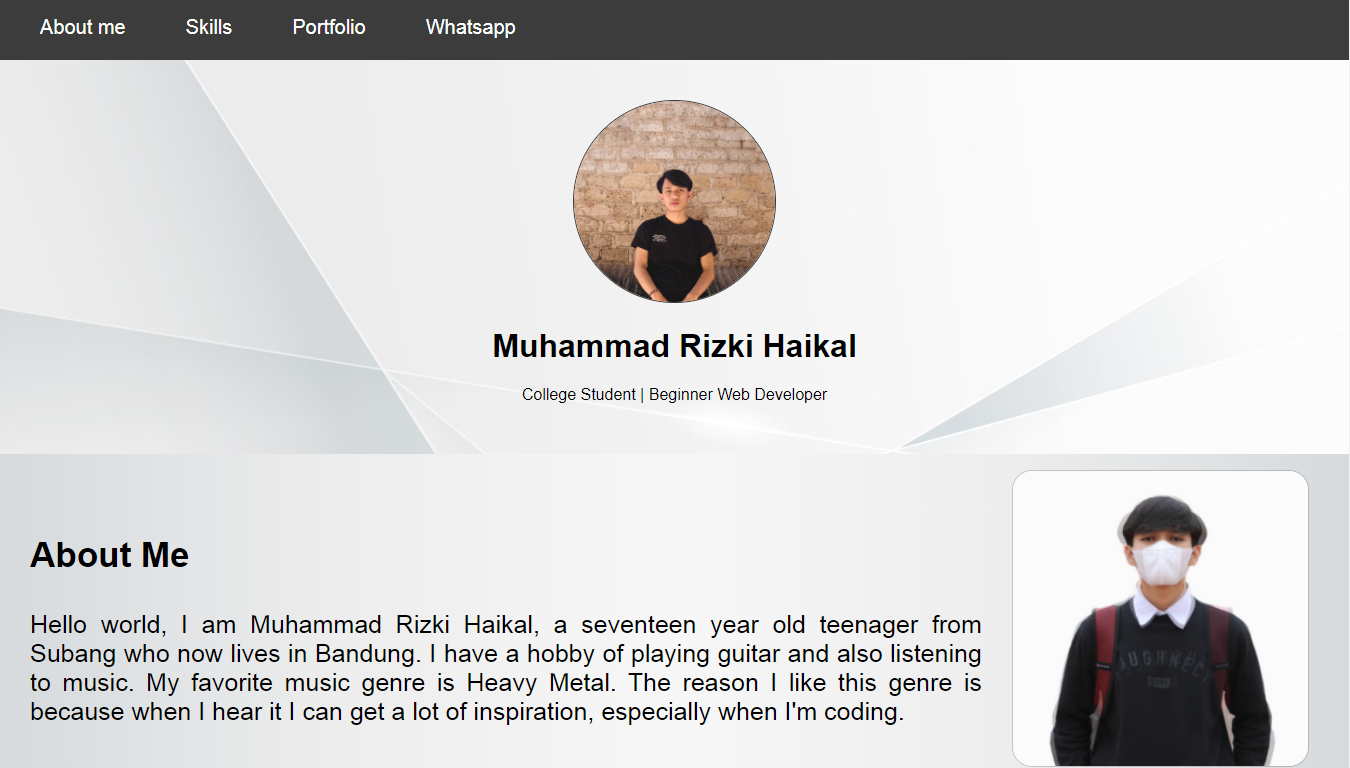 About me Skills Portfolio Whatsapp
Muhammad Rizki Haikal
College Student | Beginner Web Developer
About Me
Hello world, I am Muhammad Rizki Haikal, a seventeen year old teenager from
Subang who now lives in Bandung. I have a hobby of playing guitar and also listening
to music. My favorite music genre is Heavy Metal. The reason I like this genre is
because when I hear it I can get a lot of inspiration, especially when I'm coding.